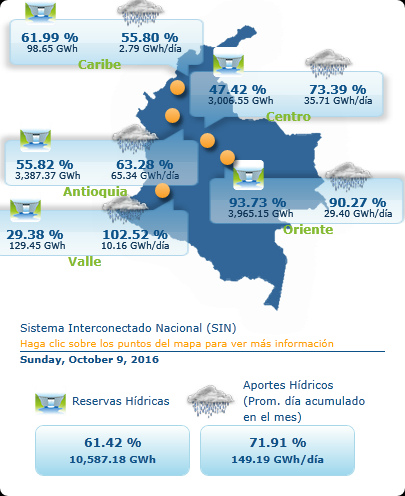 61.99 % 55.80 %
98.65 GWh 2.79 GWh/día
Caribe
47.42 % 73.39 %
3,006.55 GWh 35.71 GWh/día
Centro
55.82 % 63.28 %
3,387.37 GWh 65.34 GWh/día
Antioquia
93.73 % 90.27 %
3,965.15 GWh 29.40 GWh/día
Oriente
29.38 % 102.52 %
129.45 GWh 10.16 GWh/día
Valle
Sistema Interconectado Nacional (SIN)
Haga clic sobre los puntos del mapa para ver más información
Sunday, October 9, 2016
Reservas Hídricas
Aportes Hídricos
(Prom. día acumulado
en el mes)
61.42 % 71.91 %
10,587.18 GWh 149.19 GWh/día